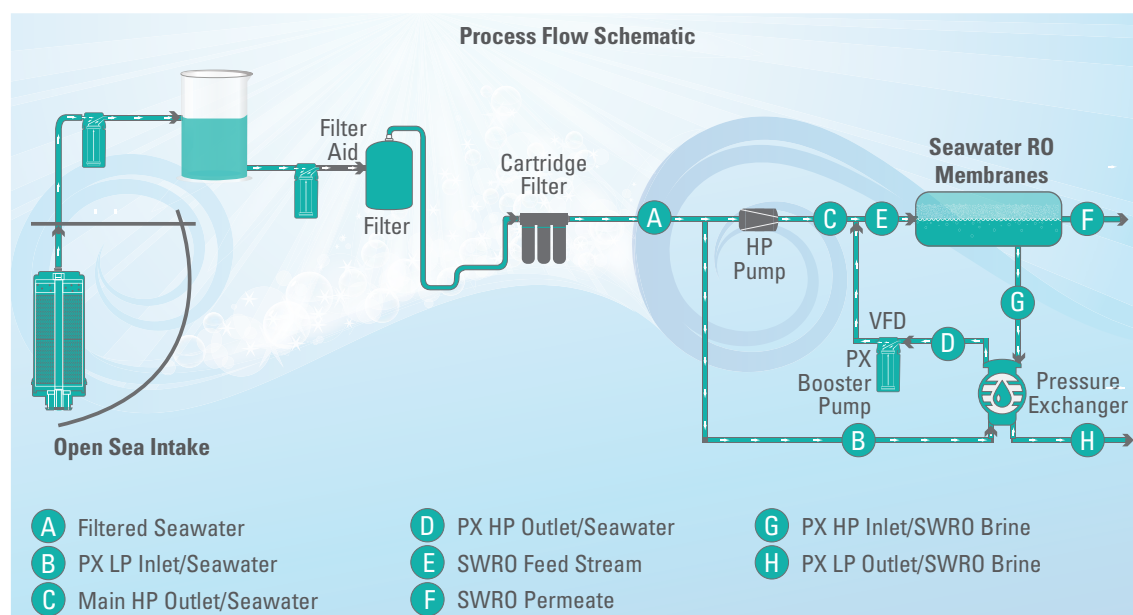 Process Flow Schematic
Filter
Aid
Filter
Cartridge
Filter
A
HP
Pump
C
E
Seawater RO
Membranes
F
G
VFD
D
PX
Booster
Pump
Pressure
Exchanger
B
H
Open Sea Intake
A Filtered Seawater
B PX LP Inlet/Seawater
C Main HP Outlet/Seawater
D PX HP Outlet/Seawater
E SWRO Feed Stream
F SWRO Permeate
G PX HP Inlet/SWRO Brine
H PX LP Outlet/SWRO Brine